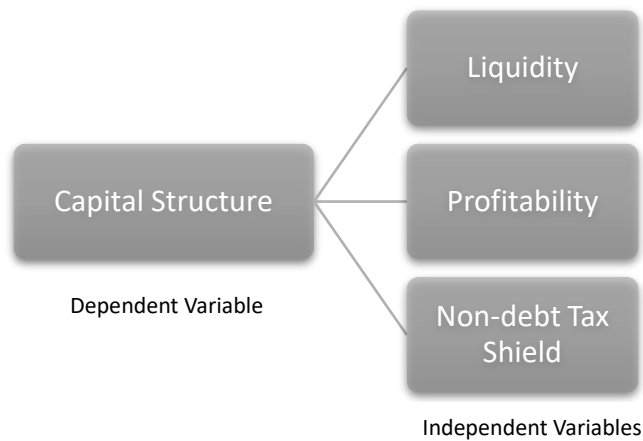 Liquidity
Capital Structure
Profitability
Dependent Variable
Non-debt Tax
Shield
Independent Variables